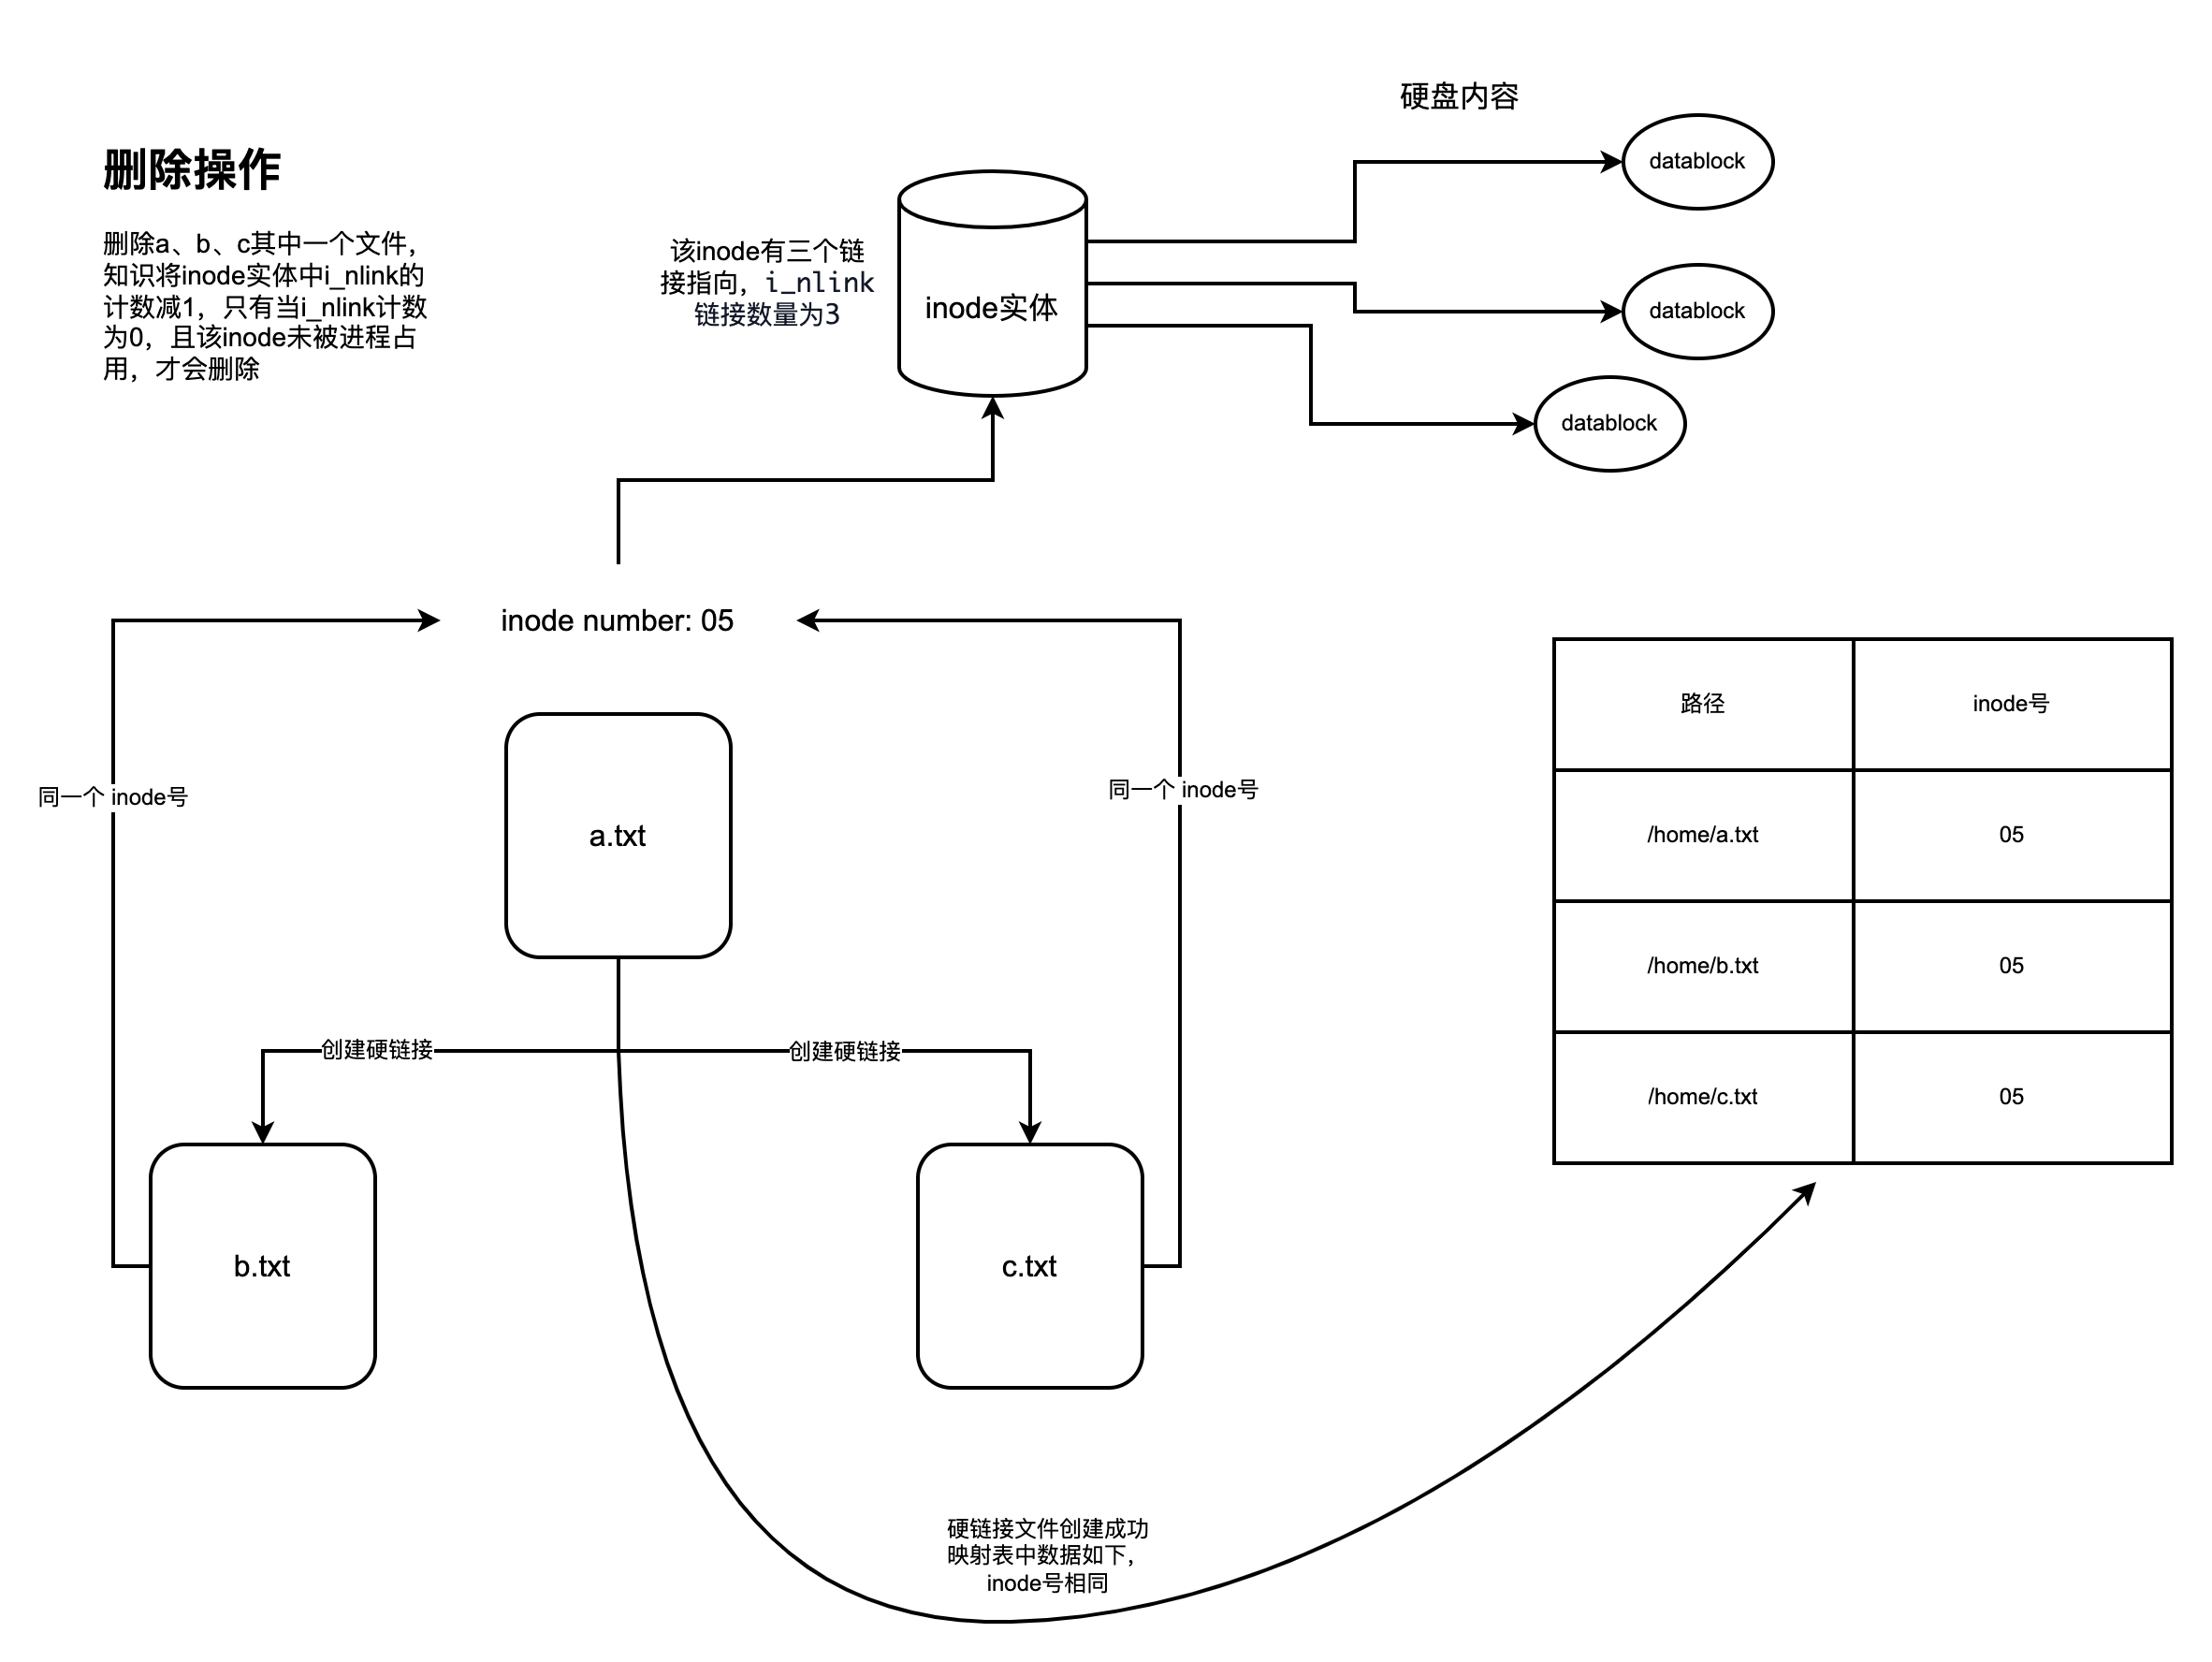 硬盘内容
datablock
删除操作
删除a、b、c其中一个文件，
知识将inode实体中i_nlink的
计数减1，只有当i_nlink计数
为0，且该inode未被进程占
用，才会删除
该inode有三个链
接指向，i_nlink
链接数量为3
inode实体
datablock
datablock
inode number: 05
路径
inode号
同一个 inode号
同一个 inode号
a.txt
/home/a.txt
05
/home/b.txt
05
创建硬链接
创建硬链接
/home/c.txt
05
b.txt
c.txt
硬链接文件创建成功
映射表中数据如下，
inode号相同